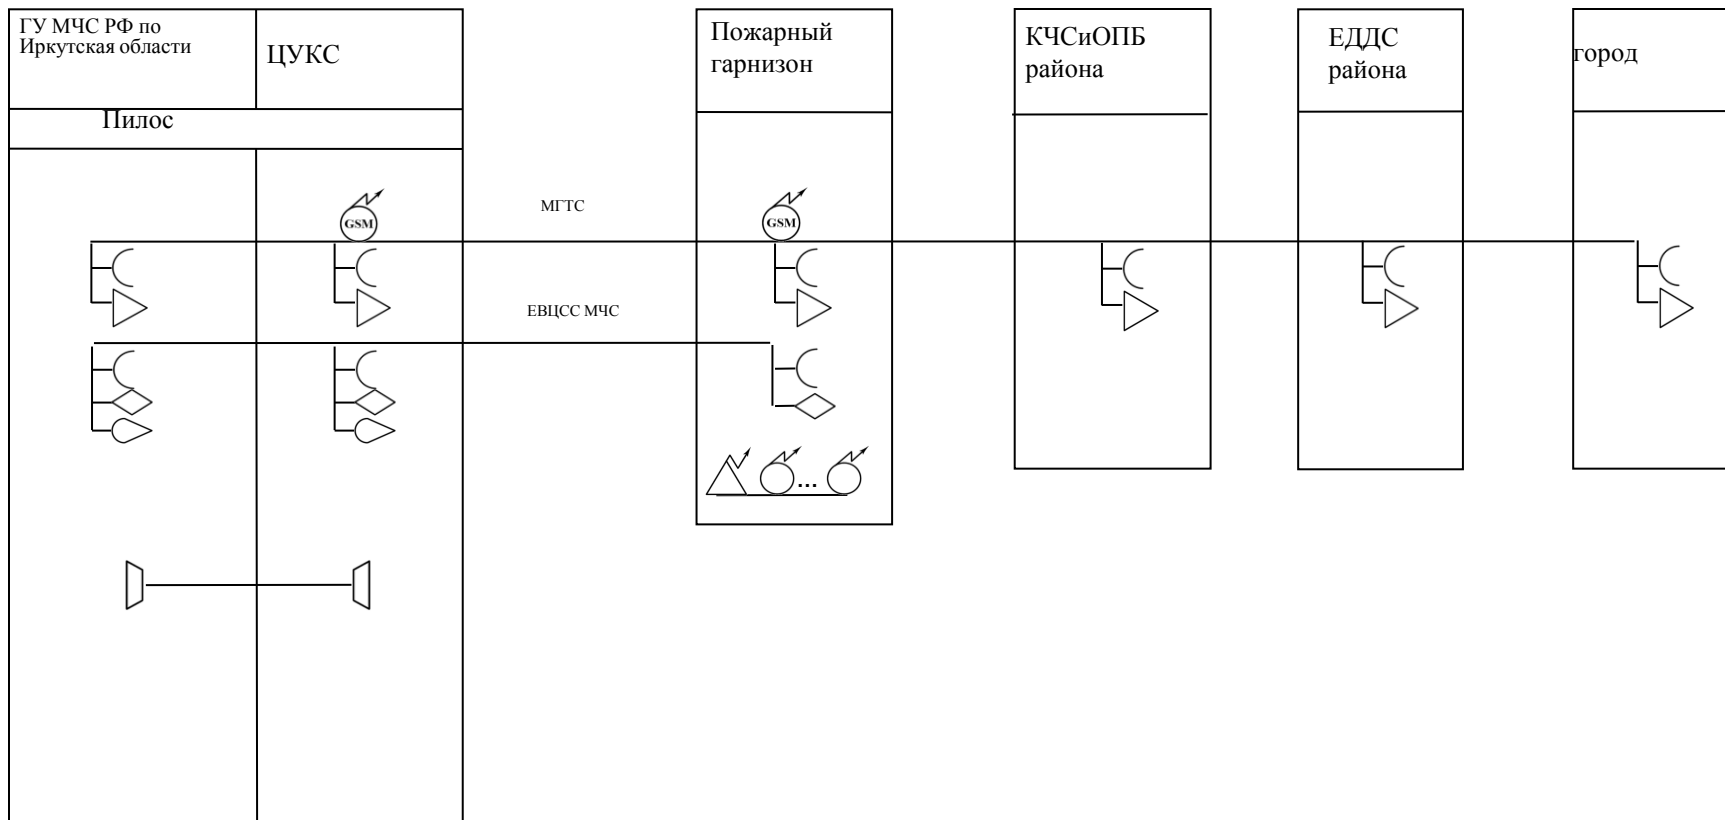 ГУ МЧС РФ по
Иркутская области
ЦУКС
Пожарный
гарнизон
КЧСиОПБ
района
ЕДДС
района
город
Пилос
GSM
МГТС
GSM
ЕВЦСС МЧС
...